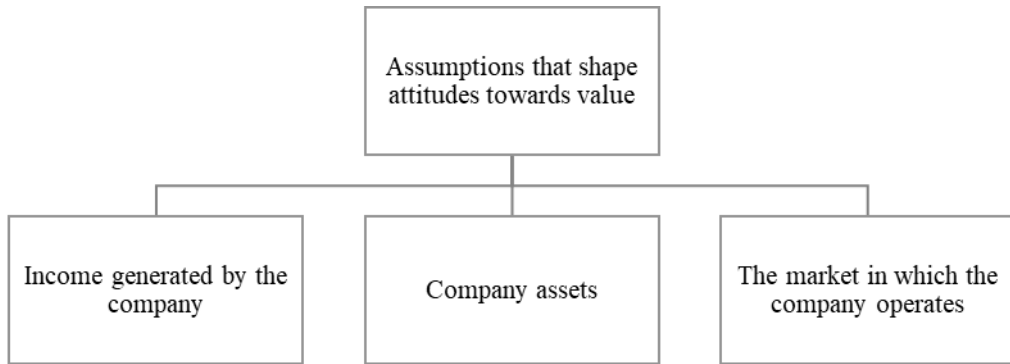 Assumptions that shape
attitudes towards value
Income generated by the
company
Company assets
The market in which the
company operates